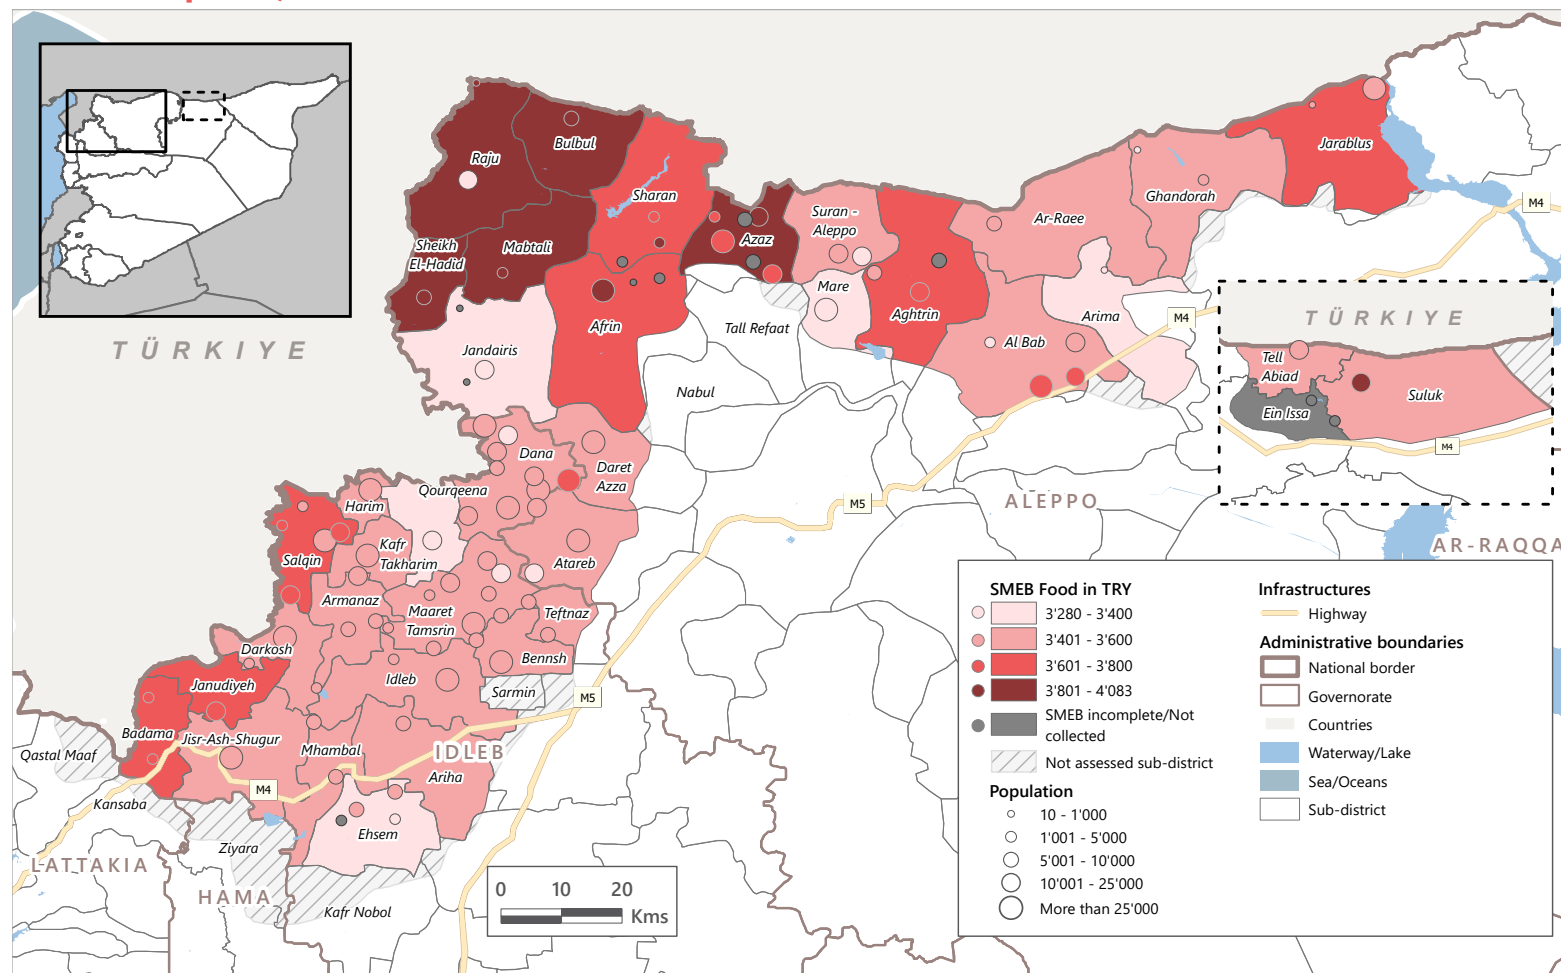 TÜRKIYE
Raju
Bulbul
Sharan
Sheikh
El-Hadid
Mabtali
Azaz
Suran -
Aleppo
Ar-Raee
Ghandorah
Jarablus
M4
Mare
Aghtrin
Arima
M4
Afrin
Tall Refaat
Al Bab
Jandairis
Nabul
TÜRKIYE
Tell
Abiad
Ein Issa
Suluk
M4
Dana
Daret
Azza
Qourqeena
Harim
M5
ALEPPO
AR-RAQQA
Salqin
Kafr
Takharim
Atareb
Armanaz
Maaret
Tamsrin
Teftnaz
Darkosh
Bennsh
Janudiyeh
Idleb
Sarmin
M5
Badama
Jisr-Ash-Shugur
Mhambal
IDLEB
Qastal Maaf
Ariha
M4
Kansaba
Ehsem
Ziyara
LATTAKIA
HAMA
Kafr Nobol
0 10 20
Kms
SMEB Food in TRY
3'280 - 3'400
3'401 - 3'600
3'601 - 3'800
3'801 - 4'083
SMEB incomplete/Not
collected
Not assessed sub-district
Population
10 - 1'000
1'001 - 5'000
5'001 - 10'000
10'001 - 25'000
More than 25'000
Infrastructures
Highway
Administrative boundaries
National border
Governorate
Countries
Waterway/Lake
Sea/Oceans
Sub-district